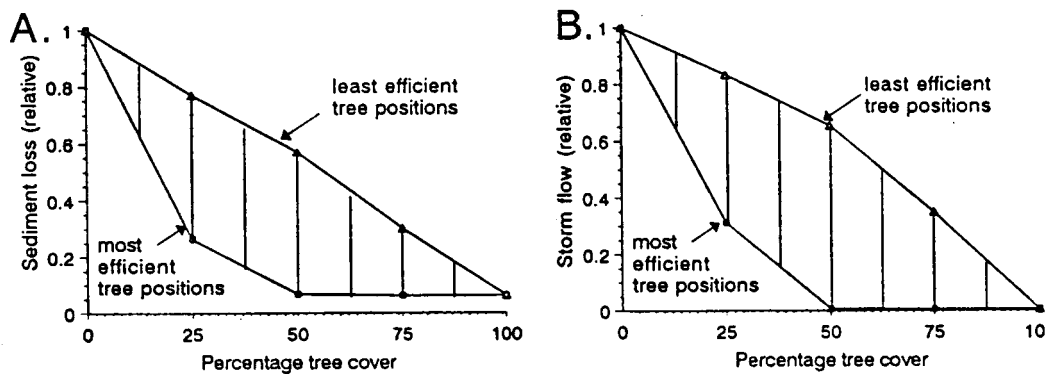 A.
Sediment loss (relative)
1
0.8
0.6
0.4
0.2
0
least efficient
tree positions
most
efficient
tree positions
0 25 50 75 100
Percentage tree cover
B.
Storm flow (relative)
1
0.8
0.6
0.4
0.2
0
least efficient
tree positions
most
efficient
tree positions
0 25 50 75 10
Percentage tree cover